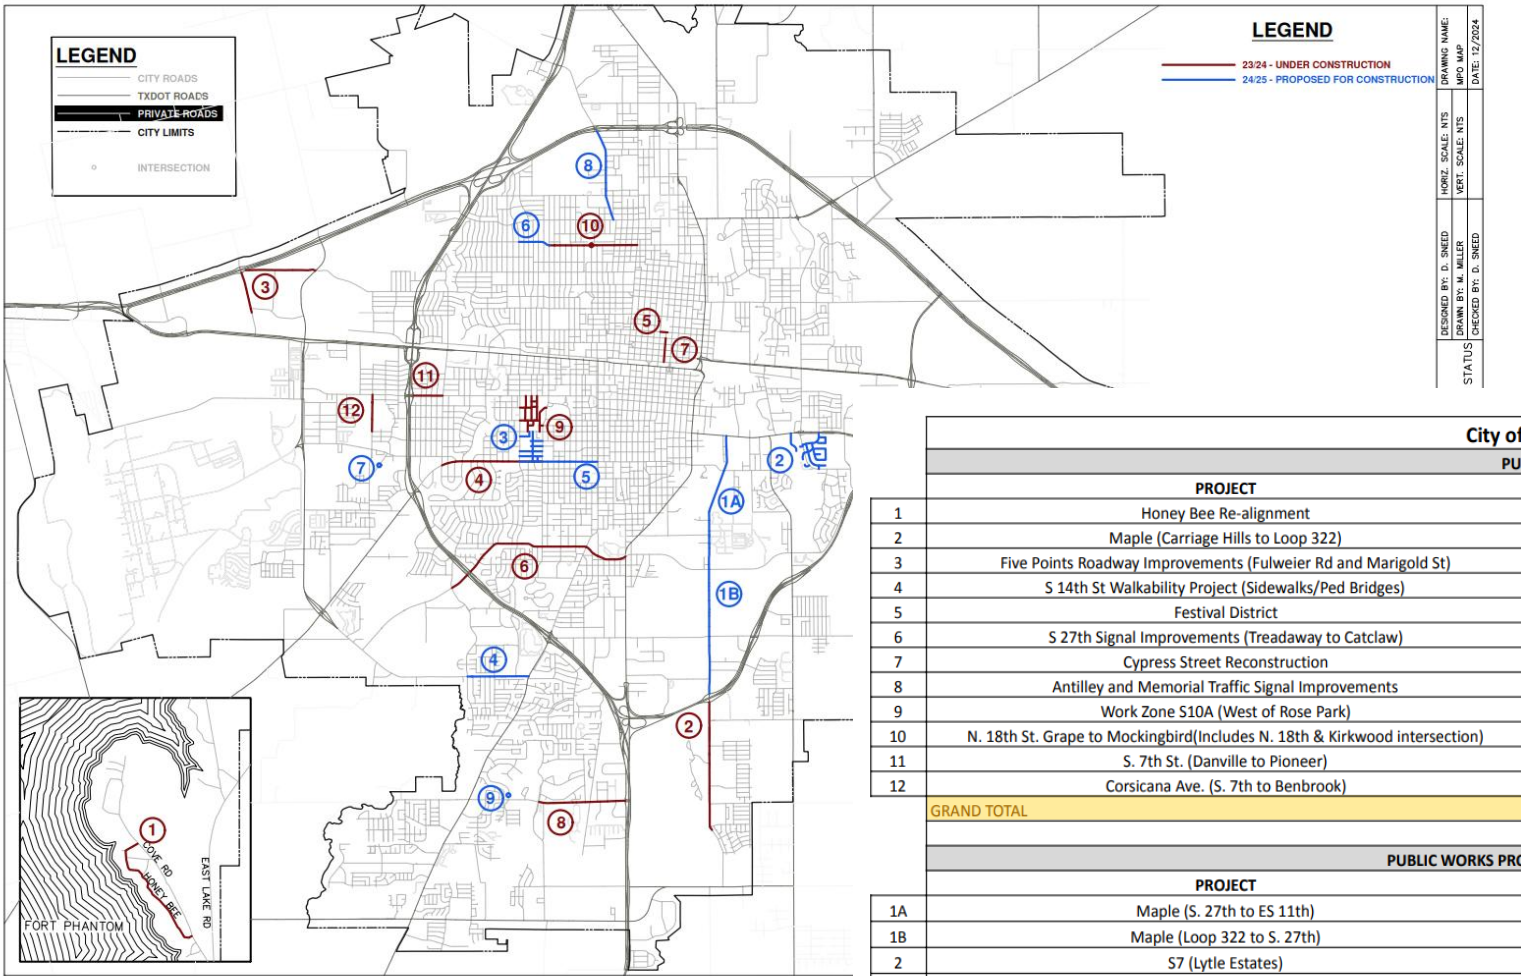 LEGEND
CITY ROADS
TXDOT ROADS
PRIVATE ROADS
CITY LIMITS
INTERSECTION
LEGEND
23/24 - UNDER CONSTRUCTION
24/25 - PROPOSED FOR CONSTRUCTION
DRAWING NAME:
MPO MAP
DATE: 12/2024
HORIZ. SCALE: NTS
VERT. SCALE: NTS
DESIGNED BY: D. SNEED
DRAWN BY: M. MILLER
CHECKED BY: D. SNEED
STATUS
8
6
10
3
5
7
11
12
9
3
7
4
5
2
1A
6
1B
4
2
9
8
1
COVE RD
HONEY BEE
EAST LAKE RD
FORT PHANTOM
City of
PU
PROJECT
1 Honey Bee Re-alignment
2 Maple (Carriage Hills to Loop 322)
3 Five Points Roadway Improvements (Fulweier Rd and Marigold St)
4 S 14th St Walkability Project (Sidewalks/Ped Bridges)
5 Festival District
6 S 27th Signal Improvements (Treadaway to Catclaw)
7 Cypress Street Reconstruction
8 Antilley and Memorial Traffic Signal Improvements
9 Work Zone S10A (West of Rose Park)
10 N. 18th St. Grape to Mockingbird(Includes N. 18th & Kirkwood intersection)
11 S. 7th St. (Danville to Pioneer)
12 Corsicana Ave. (S. 7th to Benbrook)
GRAND TOTAL
PUBLIC WORKS PRO
PROJECT
1A Maple (S. 27th to ES 11th)
1B Maple (Loop 322 to S. 27th)
2 S7 (Lytle Estates)